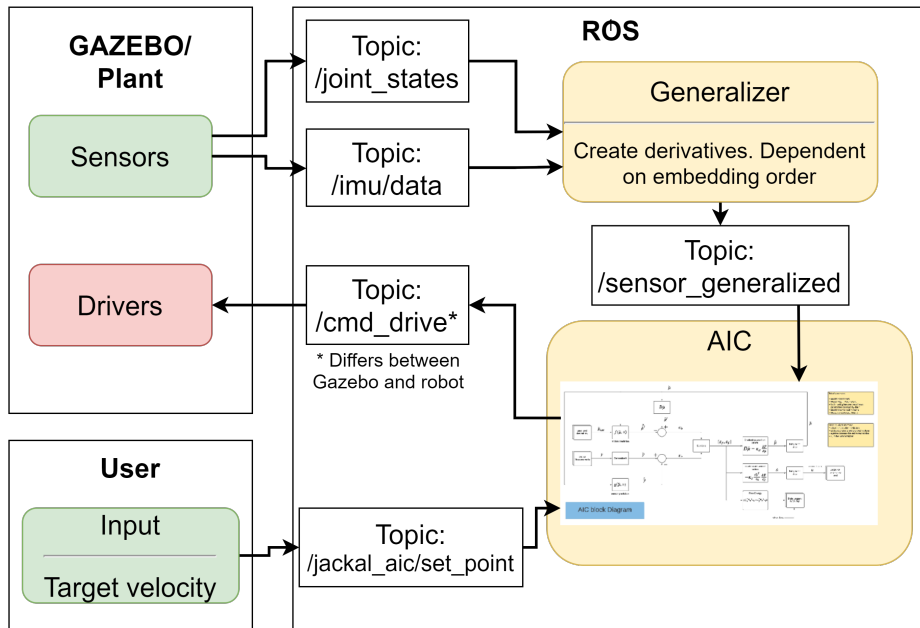 GAZEBO/
Plant
Sensors
Drivers
User
Input
Target velocity
ROS
Topic:
/joint_states
Topic:
/imu/data
Generalizer
Create derivatives. Dependent
on embedding order
Topic:
/sensor_generalized
Topic:
/cmd_drive*
* Differs between
Gazebo and robot
AIC
AIC block Diagram
Topic:
/jackal_aic/set_point